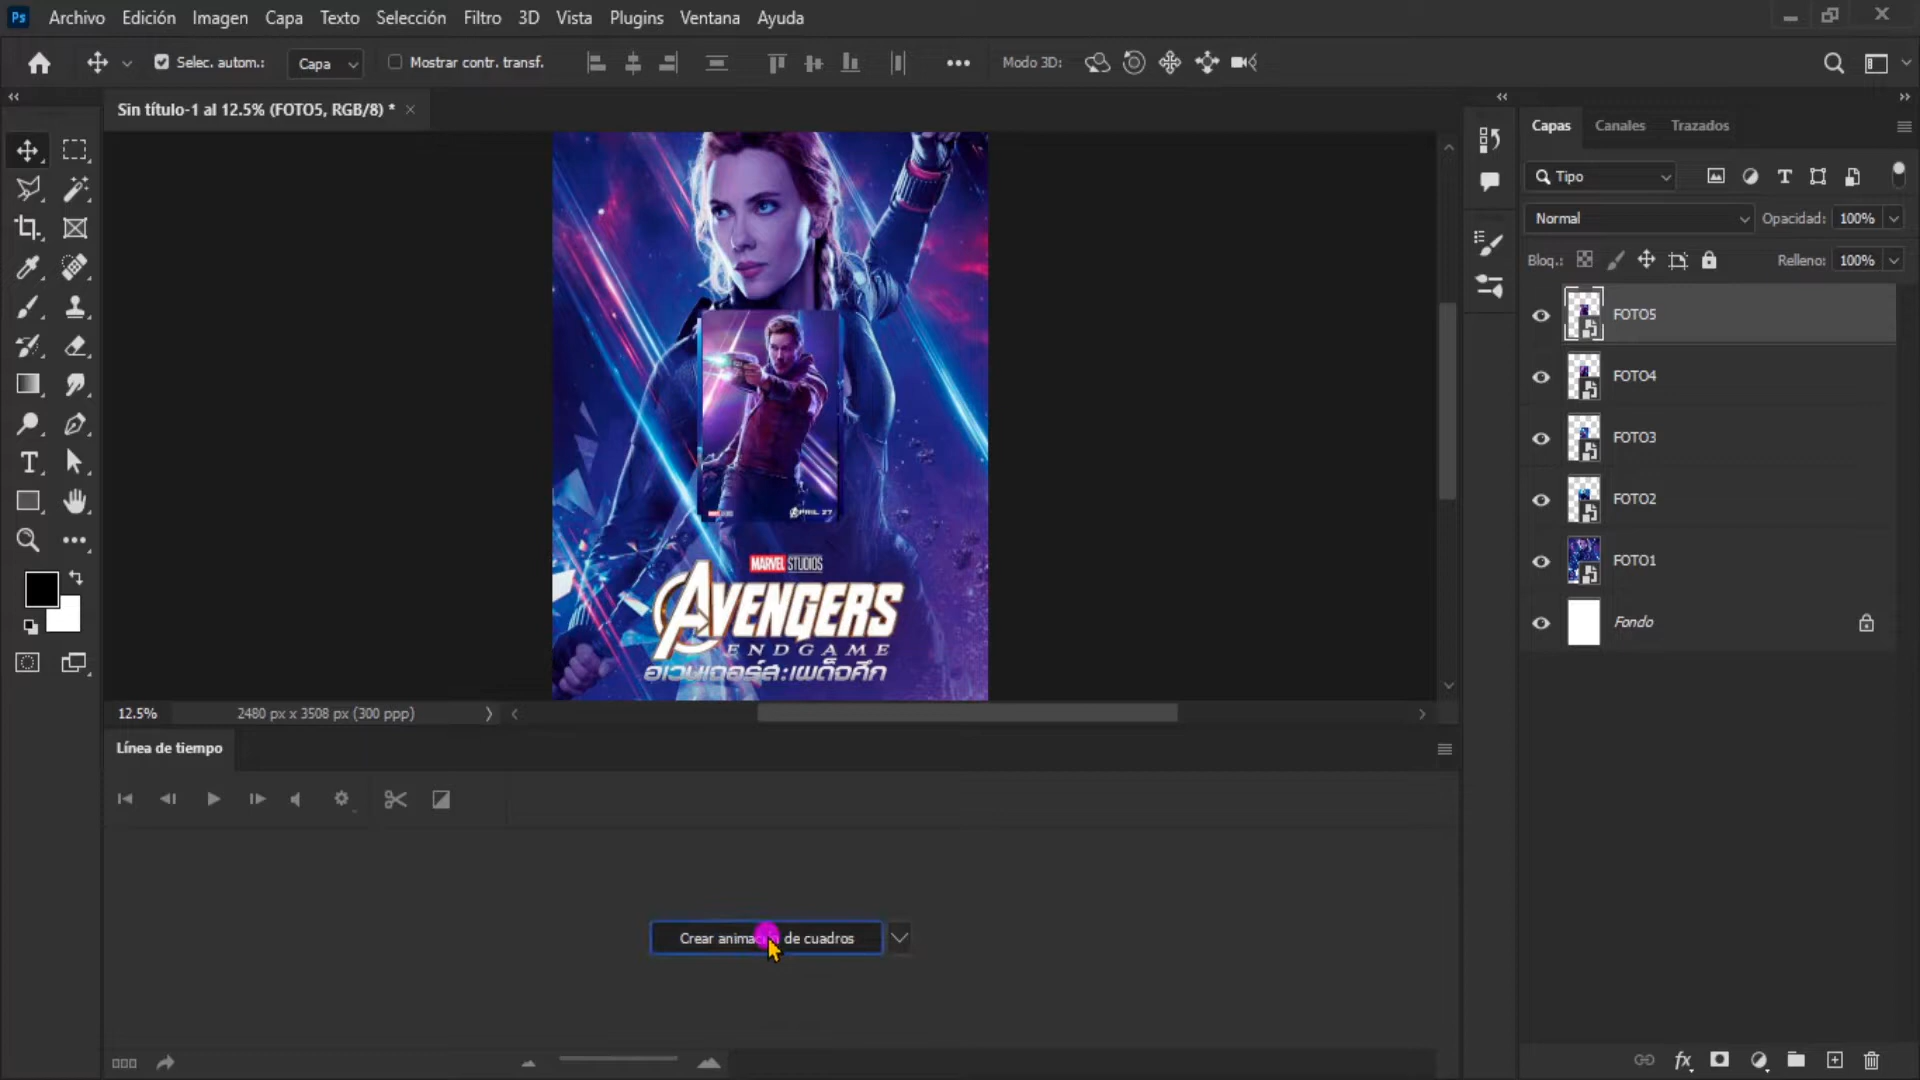 Ps Archivo Edición Imagen Capa Texto Selección Filtro 3D Vista Plugins Ventana Ayuda
Selec. autom.: Capa Mostrar contr. transf. Modo 3D:
Sin título-1 al 12.5% (FOTO5, RGB/8) *
Capas Canales Trazados
Tipo
Normal Opacidad: 100%
Bloq.: Relleno: 100%
FOTO5
FOTO4
FOTO3
FOTO2
FOTO1
Fondo
APRIL 27
MARVEL STUDIOS
AVENGERS
ENDGAME
อเวนเจอร์ส:เผด็จศึก
12.5% 2480 px x 3508 px (300 ppp)
Línea de tiempo
Crear animación de cuadros